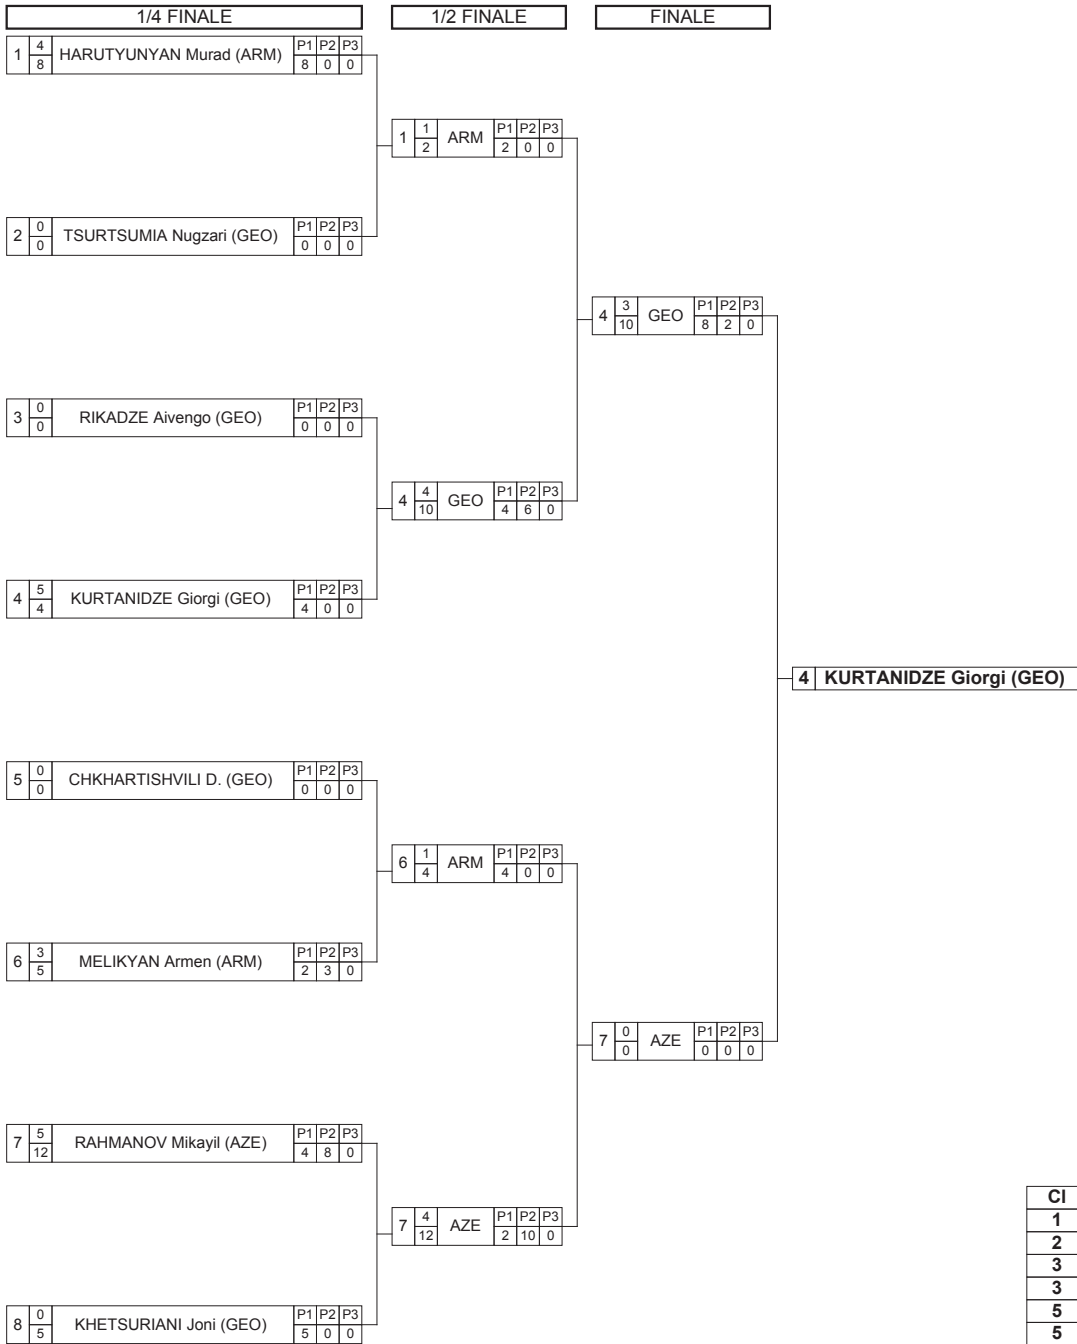 1/4 FINALE 1/2 FINALE FINALE
1 4 8 HARUTYUNYAN Murad (ARM) P1 P2 P3 8 0 0
1 1 2 ARM P1 P2 P3 2 0 0
2 0 0 TSURTSUMIA Nugzari (GEO) P1 P2 P3 0 0 0
4 3 10 GEO P1 P2 P3 8 2 0
3 0 0 RIKADZE Aivengo (GEO) P1 P2 P3 0 0 0
4 4 10 GEO P1 P2 P3 4 6 0
4 5 4 KURTANIDZE Giorgi (GEO) P1 P2 P3 4 0 0
4 KURTANIDZE Giorgi (GEO)
5 0 0 CHKHARTISHVILI D. (GEO) P1 P2 P3 0 0 0
6 1 4 ARM P1 P2 P3 4 0 0
6 3 5 MELIKYAN Armen (ARM) P1 P2 P3 2 3 0
7 0 0 AZE P1 P2 P3 0 0 0
7 5 12 RAHMANOV Mikayil (AZE) P1 P2 P3 4 8 0
7 4 12 AZE P1 P2 P3 2 10 0
8 0 5 KHETSURIANI Joni (GEO) P1 P2 P3 5 0 0
Cl
1
2
3
3
5
5